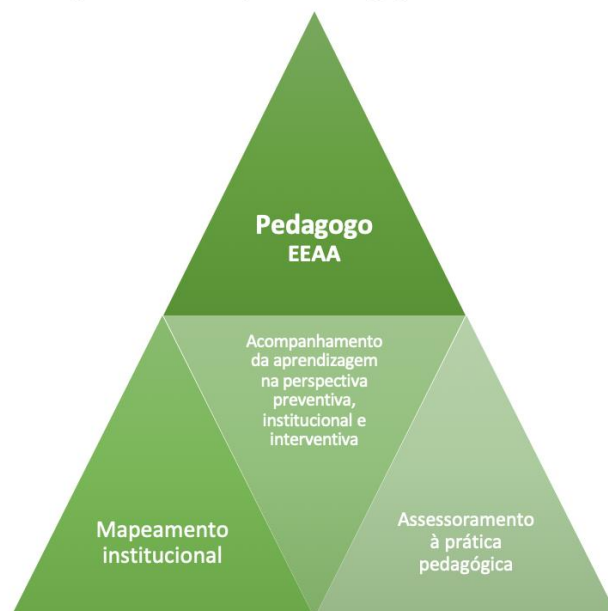 Pedagogo
EEAA
Acompanhamento
da aprendizagem
na perspectiva
preventiva,
institucional e
interventiva
Mapeamento
institucional
Assessoramento
à prática
pedagógica